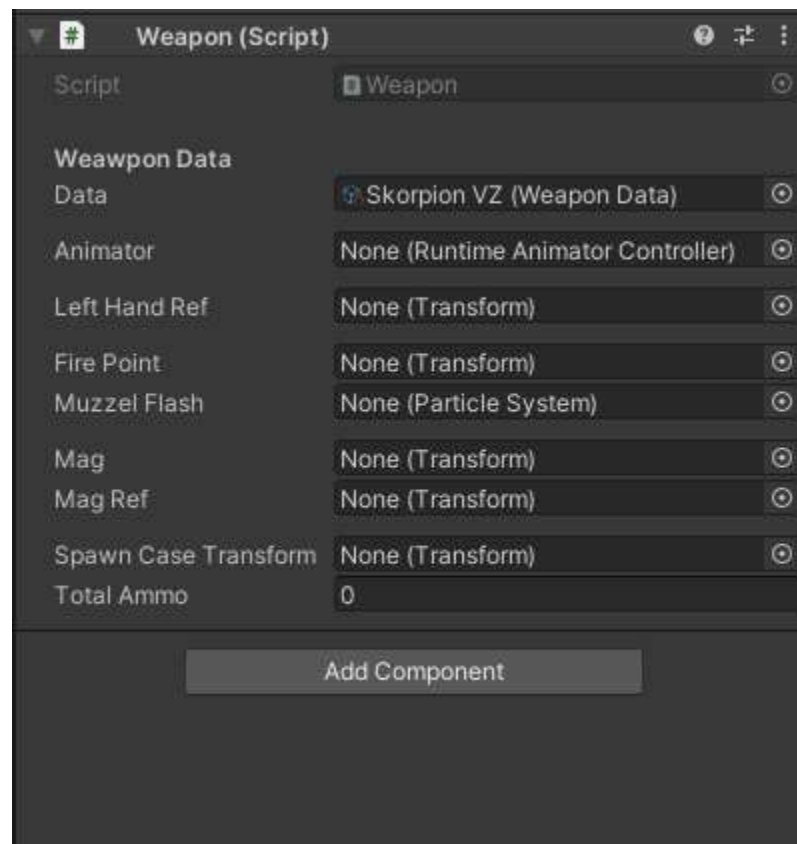 Weapon (Script)
Script Weapon
Weawpon Data
Data Skorpion VZ (Weapon Data)
Animator None (Runtime Animator Controller)
Left Hand Ref None (Transform)
Fire Point None (Transform)
Muzzel Flash None (Particle System)
Mag None (Transform)
Mag Ref None (Transform)
Spawn Case Transform None (Transform)
Total Ammo 0
Add Component